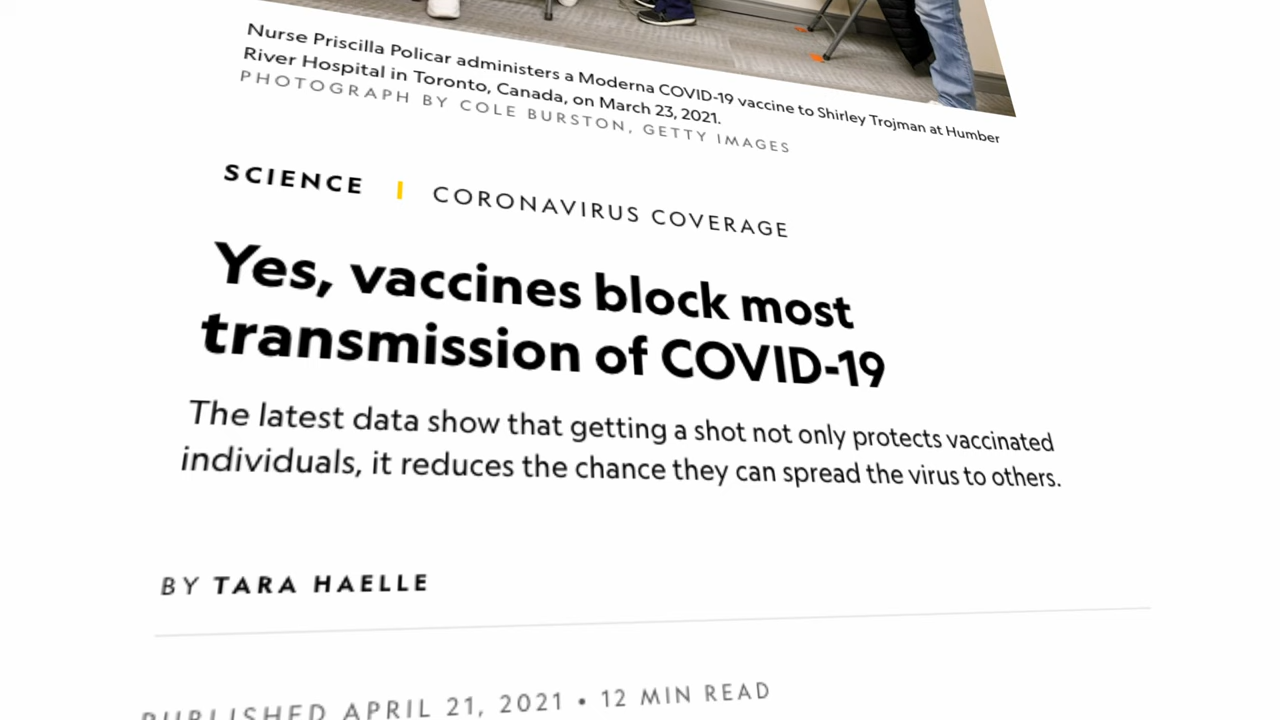 Nurse Priscilla Policar administers a Moderna COVID-19 vaccine to Shirley Trojman at Humber
River Hospital in Toronto, Canada, on March 23, 2021.
PHOTOGRAPH BY COLE BURSTON, GETTY IMAGES
SCIENCE | CORONAVIRUS COVERAGE
Yes, vaccines block most
transmission of COVID-19
The latest data show that getting a shot not only protects vaccinated
individuals, it reduces the chance they can spread the virus to others.
BY TARA HAELLE
PUBLISHED APRIL 21, 2021 • 12 MIN READ